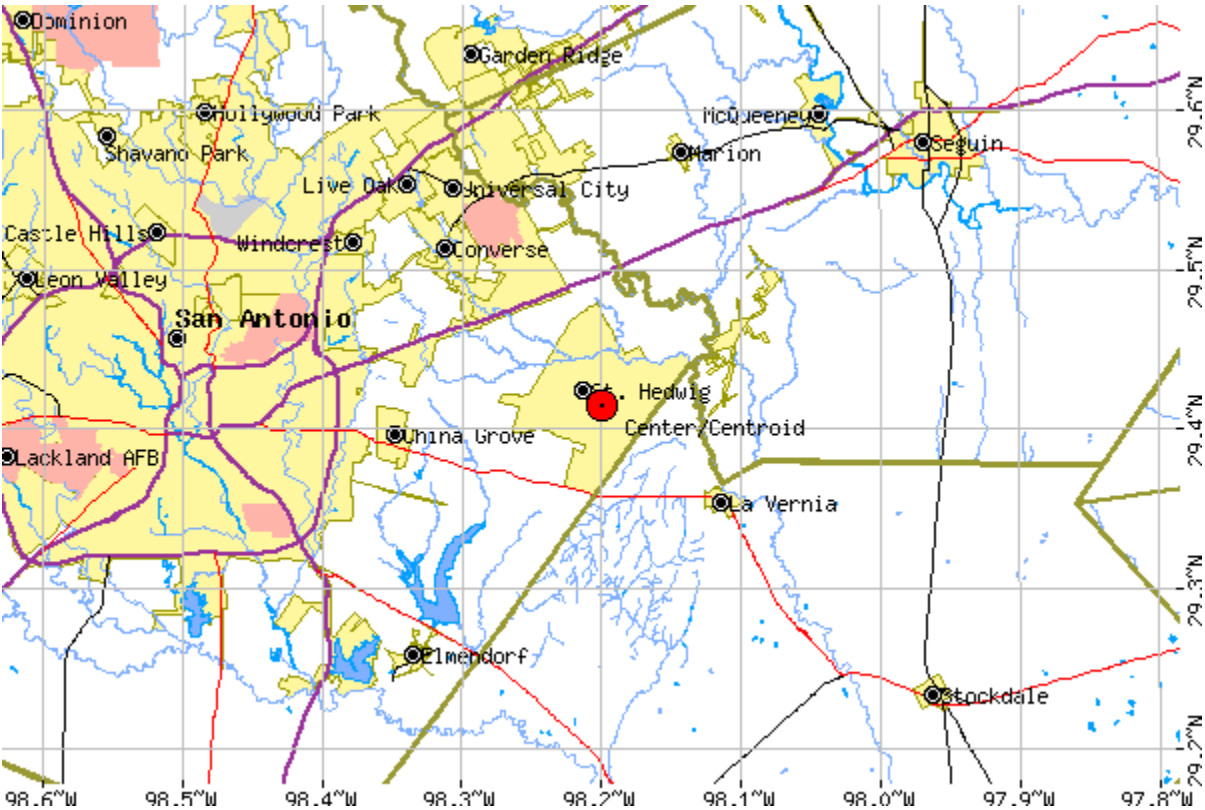 Dominion
Garden Ridge
Hollywood Park
McQueeney
Seguin
Shavano Park
Marion
Live Oak
Universal City
Castle Hills
Windcrest
Converse
Leon Valley
San Antonio
St. Hedwig
Center/Centroid
China Grove
Lackland AFB
La Vernia
Elmendorf
Stockdale
29.6°N
29.5°N
29.4°N
29.3°N
29.2°N
98.6°W 98.5°W 98.4°W 98.3°W 98.2°W 98.1°W 98.0°W 97.9°W 97.8°W